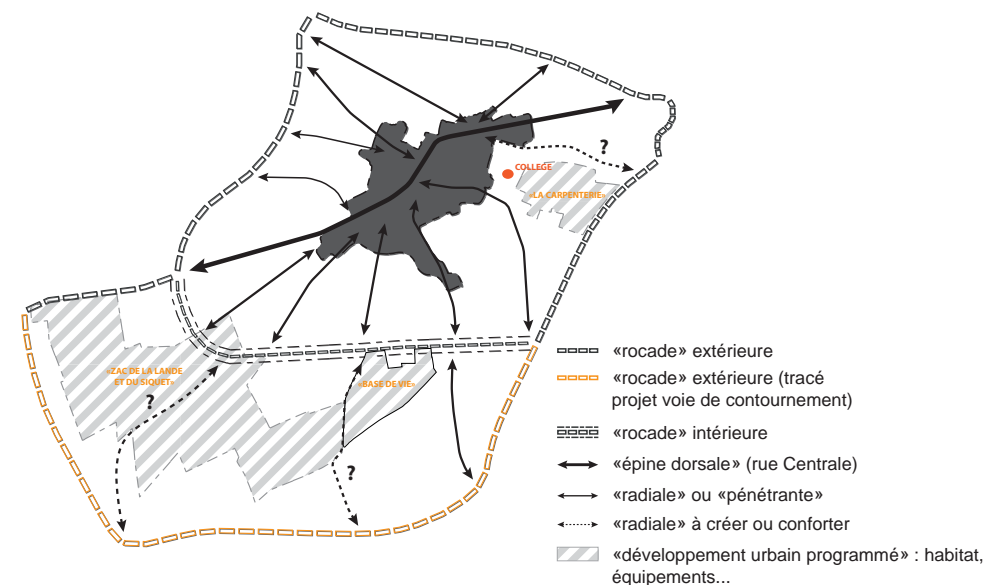 ?
COLLEGE
«LA CARPENTERIE»
«ZAC DE LA LANDE
ET DU SIQUET»
?
«BASE DE VIE»
?
«rocade» extérieure
«rocade» extérieure (tracé
projet voie de contournement)
«rocade» intérieure
«épine dorsale» (rue Centrale)
«radiale» ou «pénétrante»
«radiale» à créer ou conforter
«développement urbain programmé» : habitat,
équipements...